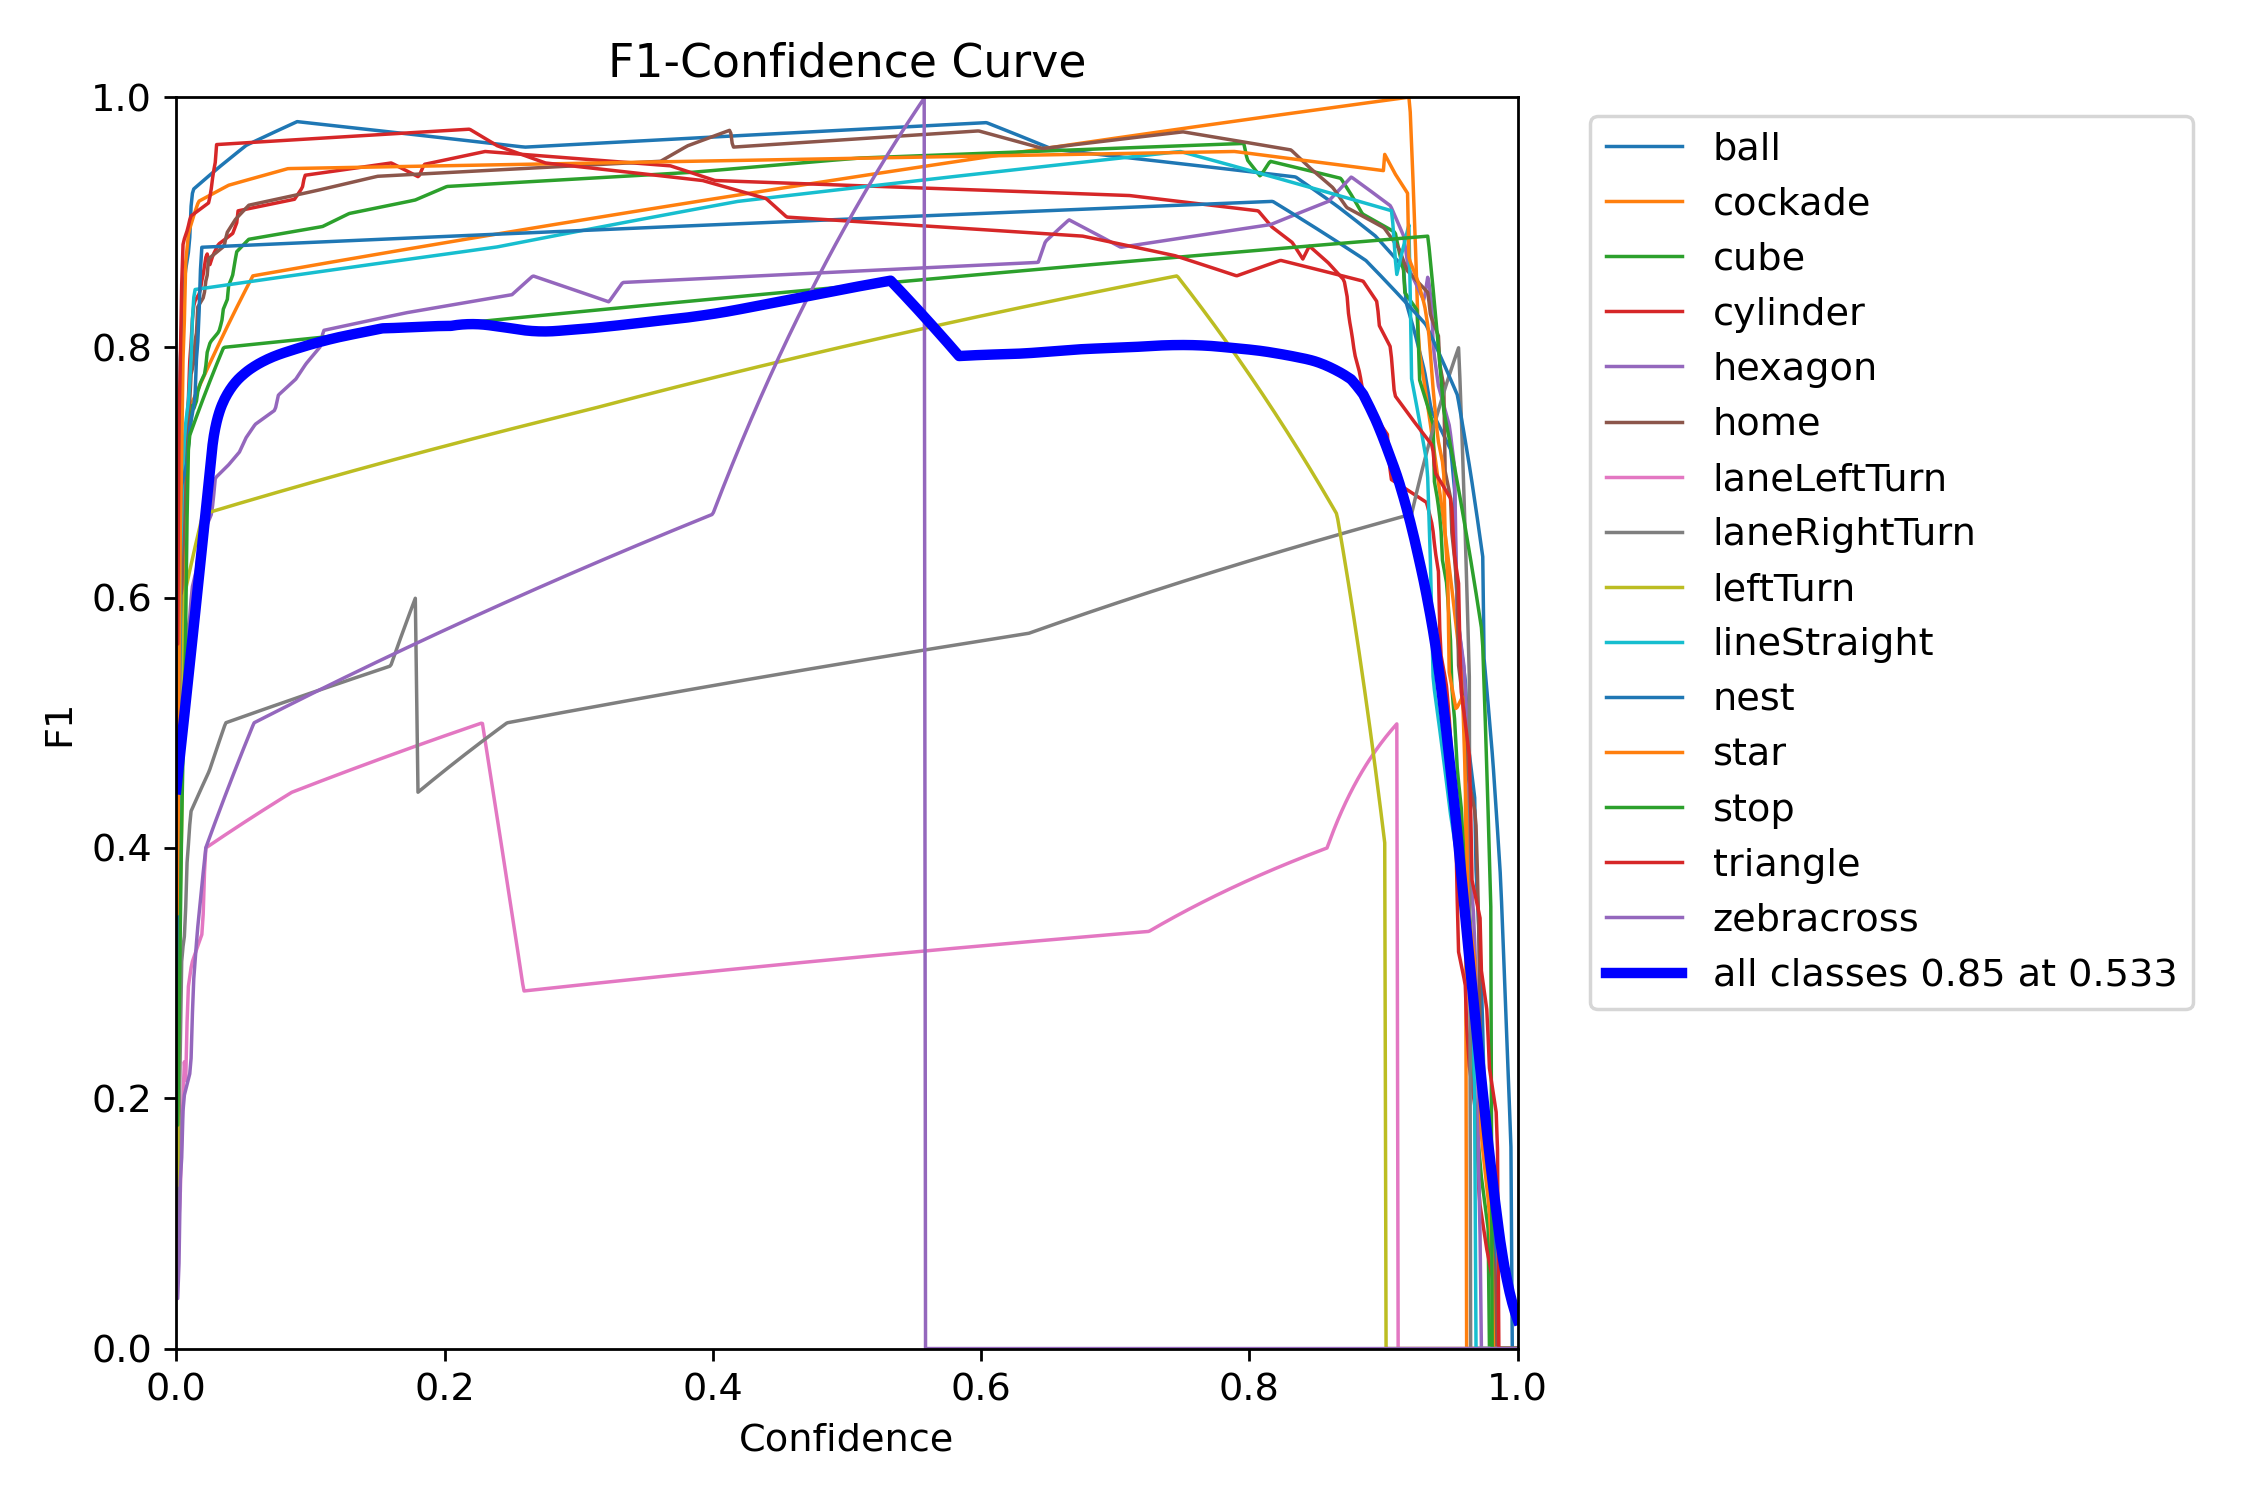 F1-Confidence Curve
1.0
0.8
0.6
0.4
0.2
0.0
F1
0.0 0.2 0.4 0.6 0.8 1.0
Confidence
ball
cockade
cube
cylinder
hexagon
home
laneLeftTurn
laneRightTurn
leftTurn
lineStraight
nest
star
stop
triangle
zebracross
all classes 0.85 at 0.533